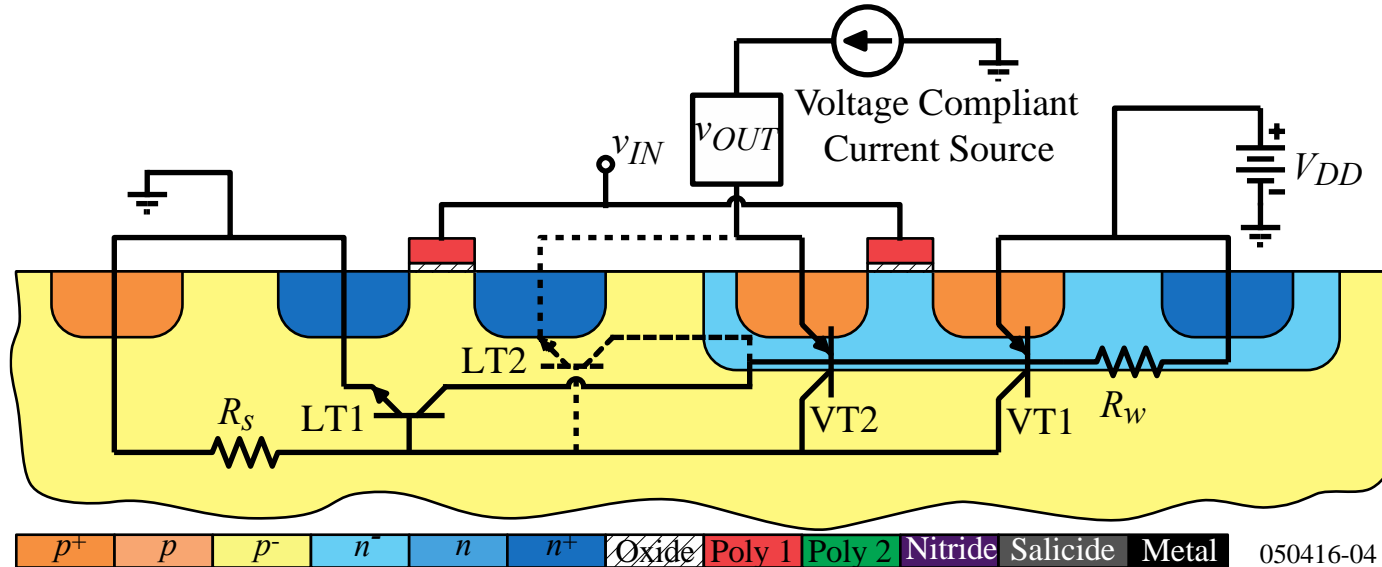 Voltage Compliant
Current Source
vOUT
vIN
+
VDD
-
LT2
LT1
Rs
VT2
VT1
Rw
p+ p p- n- n n+ Oxide Poly 1 Poly 2 Nitride Salicide Metal 050416-04